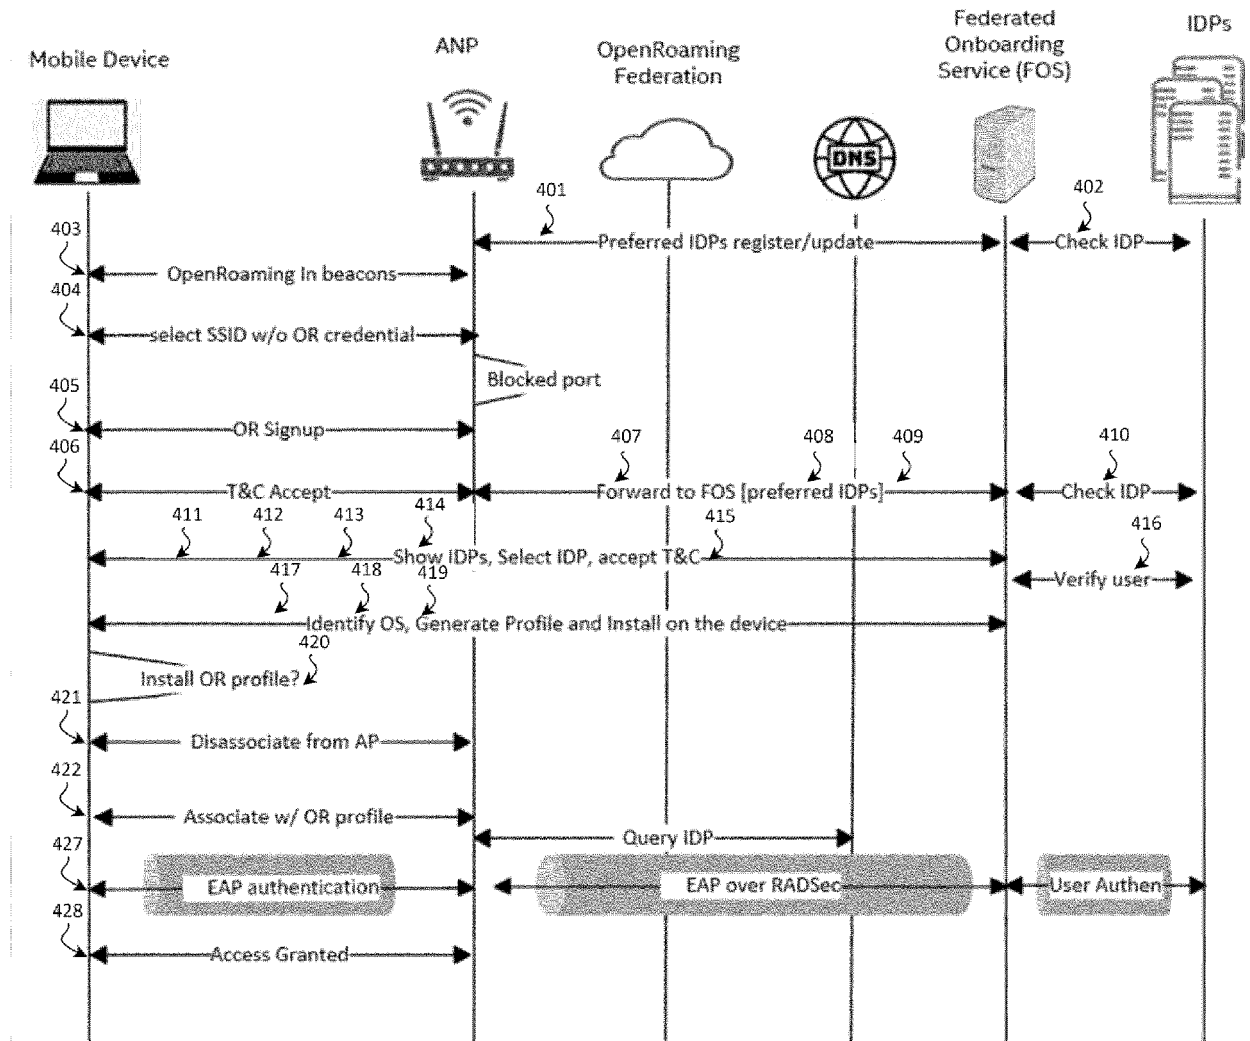 Mobile Device
ANP
OpenRoaming
Federation
Federated
Onboarding
Service (FOS)
IDPs
DNS
401
402
403
Preferred IDPs register/update
Check IDP
OpenRoaming In beacons
404
select SSID w/o OR credential
Blocked port
405
OR Signup
406
407
408
409
410
T&C Accept
Forward to FOS [preferred IDPs]
Check IDP
411
412
413
414
415
416
Show IDPs, Select IDP, accept T&C
Verify user
417
418
419
Identify OS, Generate Profile and Install on the device
420
Install OR profile?
421
Disassociate from AP
422
Associate w/ OR profile
Query IDP
427
EAP authentication
EAP over RADSec
User Authen
428
Access Granted